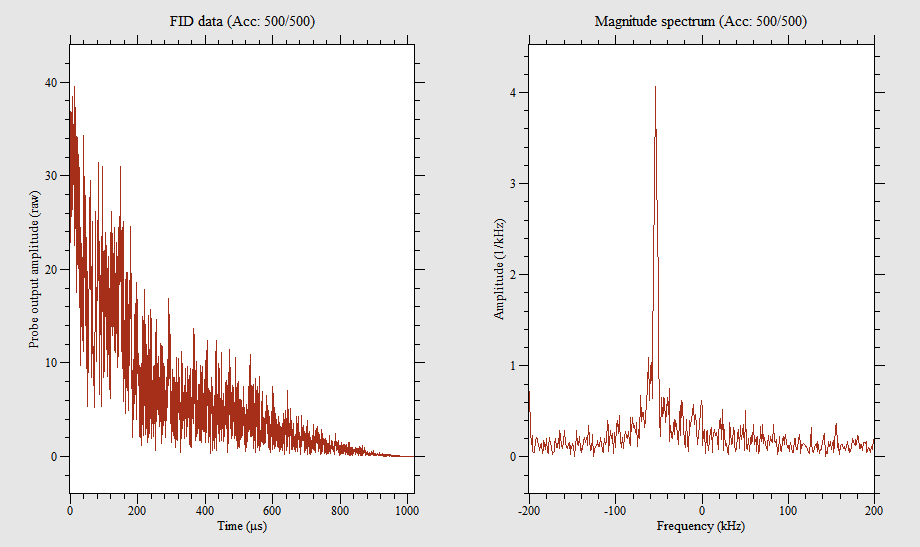 FID data (Acc: 500/500)
Probe output amplitude (raw)
40
30
20
10
0
0 200 400 600 800 1000
Time (µs)
Magnitude spectrum (Acc: 500/500)
Amplitude (1/kHz)
4
3
2
1
0
-200 -100 0 100 200
Frequency (kHz)